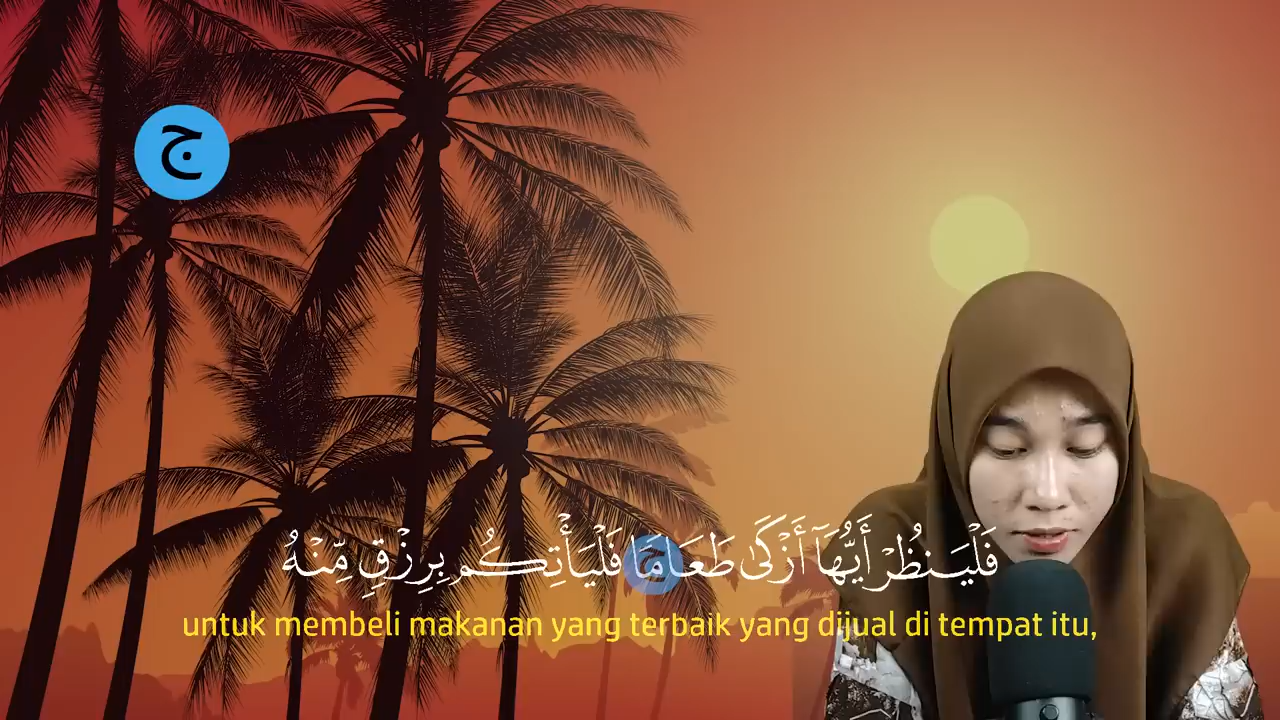 ج
فَلْيَنظُرْ أَيُّهَآ أَزْكَىٰ طَعَامًا فَلْيَأْتِكُم بِرِزْقٍ مِّنْهُ
ج
untuk membeli makanan yang terbaik yang dijual di tempat itu,